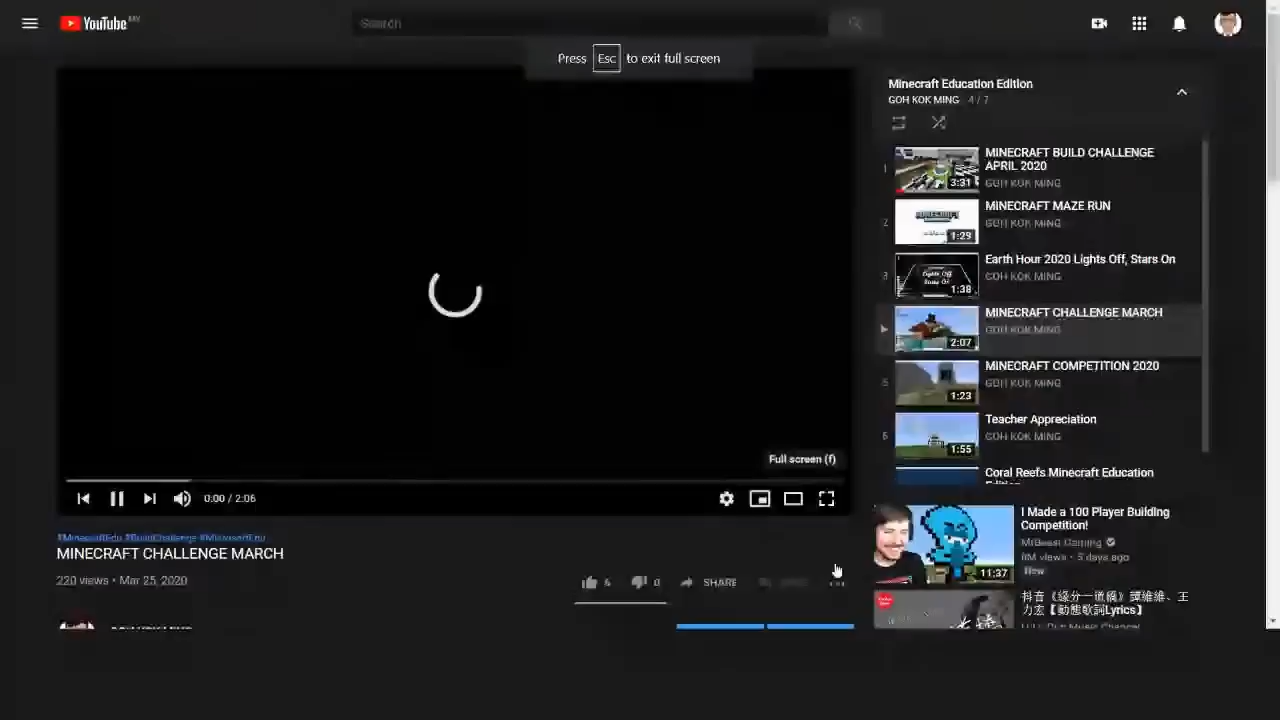 YouTube MY
Search
Press Esc to exit full screen
Minecraft Education Edition
GOH KOK MING 4 / 7
1
MINECRAFT BUILD CHALLENGE
APRIL 2020
3:31
GOH KOK MING
2
MINECRAFT MAZE RUN
GOH KOK MING
1:29
3
Earth Hour 2020 Lights Off, Stars On
GOH KOK MING
1:38
MINECRAFT CHALLENGE MARCH
GOH KOK MING
2:07
5
MINECRAFT COMPETITION 2020
GOH KOK MING
1:23
6
Teacher Appreciation
GOH KOK MING
1:55
Coral Reefs Minecraft Education
Full screen (f)
0:00 / 2:06
#MinecraftEdu #BuildChallenge #MicrosoftEdu
MINECRAFT CHALLENGE MARCH
220 views • Mar 25, 2020
6
0
SHARE
I Made a 100 Player Building
Competition!
MrBeast Gaming
8M views • 5 days ago
New
11:37
抖音《緣分一道橋》譚維維、王
力宏【動態歌詞Lyrics】